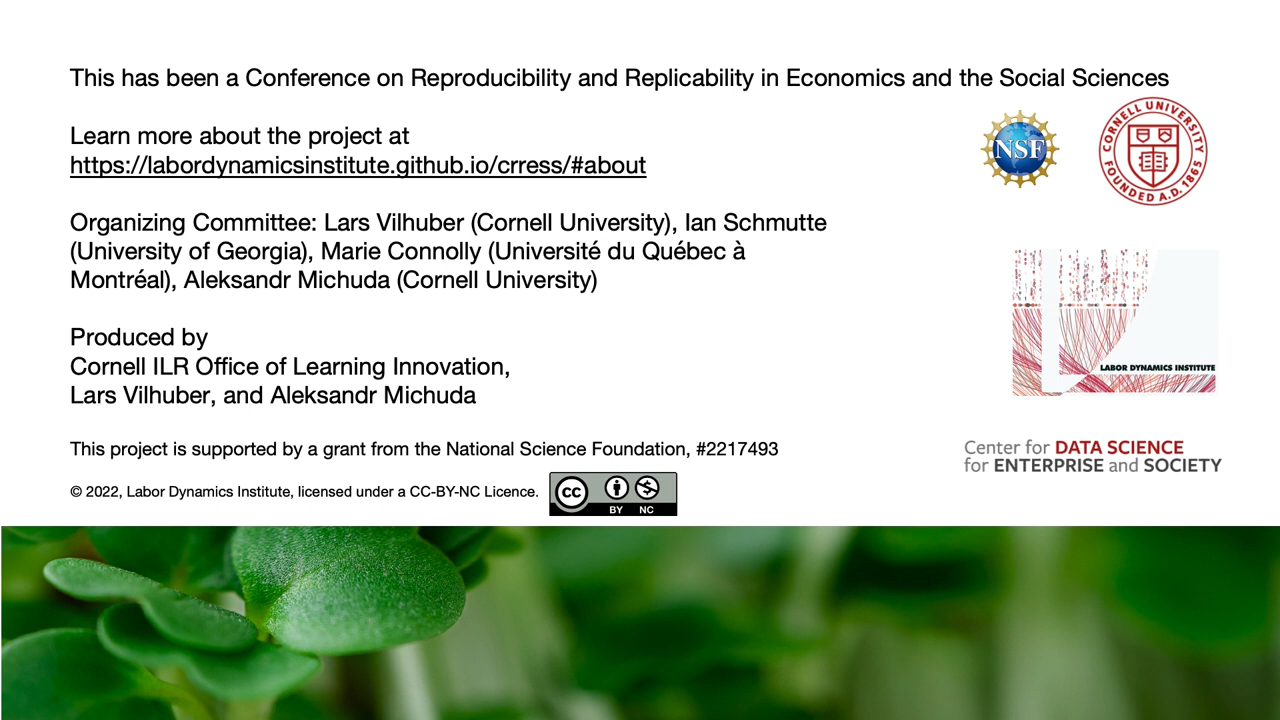 This has been a Conference on Reproducibility and Replicability in Economics and the Social Sciences
Learn more about the project at
https://labordynamicsinstitute.github.io/crress/#about
Organizing Committee: Lars Vilhuber (Cornell University), Ian Schmutte
(University of Georgia), Marie Connolly (Université du Québec à
Montréal), Aleksandr Michuda (Cornell University)
Produced by
Cornell ILR Office of Learning Innovation,
Lars Vilhuber, and Aleksandr Michuda
This project is supported by a grant from the National Science Foundation, #2217493
© 2022, Labor Dynamics Institute, licensed under a CC-BY-NC Licence.
cc
BY NC
NSF
CORNELL UNIVERSITY
FOUNDED A.D. 1865
LABOR DYNAMICS INSTITUTE
Center for DATA SCIENCE
for ENTERPRISE and SOCIETY